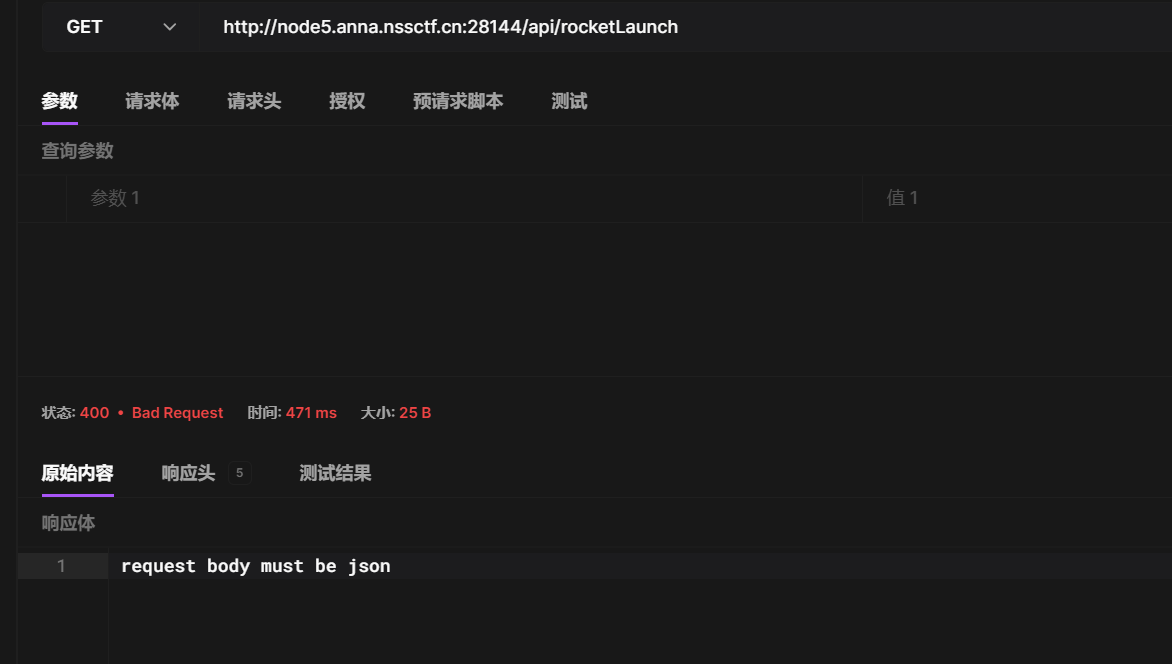 GET http://node5.anna.nssctf.cn:28144/api/rocketLaunch
参数 请求体 请求头 授权 预请求脚本 测试
查询参数
参数 1 值 1
状态: 400 • Bad Request 时间: 471 ms 大小: 25 B
原始内容 响应头 5 测试结果
响应体
1 request body must be json